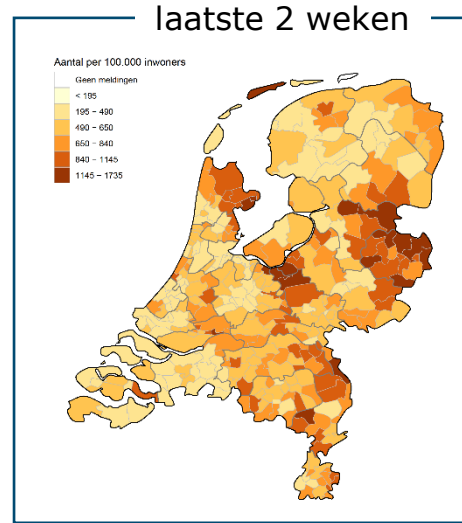 laatste 2 weken
Aantal per 100.000 inwoners
Geen meldingen
< 195
195 – 490
490 – 650
650 – 840
840 – 1145
1145 – 1735